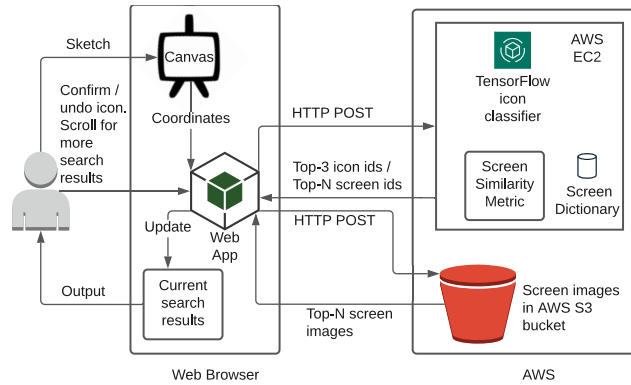 Sketch
Canvas
Confirm /
undo icon.
Scroll for
more
search
results
Coordinates
HTTP POST
AWS
EC2
TensorFlow
icon
classifier
Top-3 icon ids /
Top-N screen ids
Screen
Similarity
Metric
Screen
Dictionary
HTTP POST
Update
Web
App
Output
Current
search
results
Top-N screen
images
Screen images
in AWS S3
bucket
Web Browser
AWS